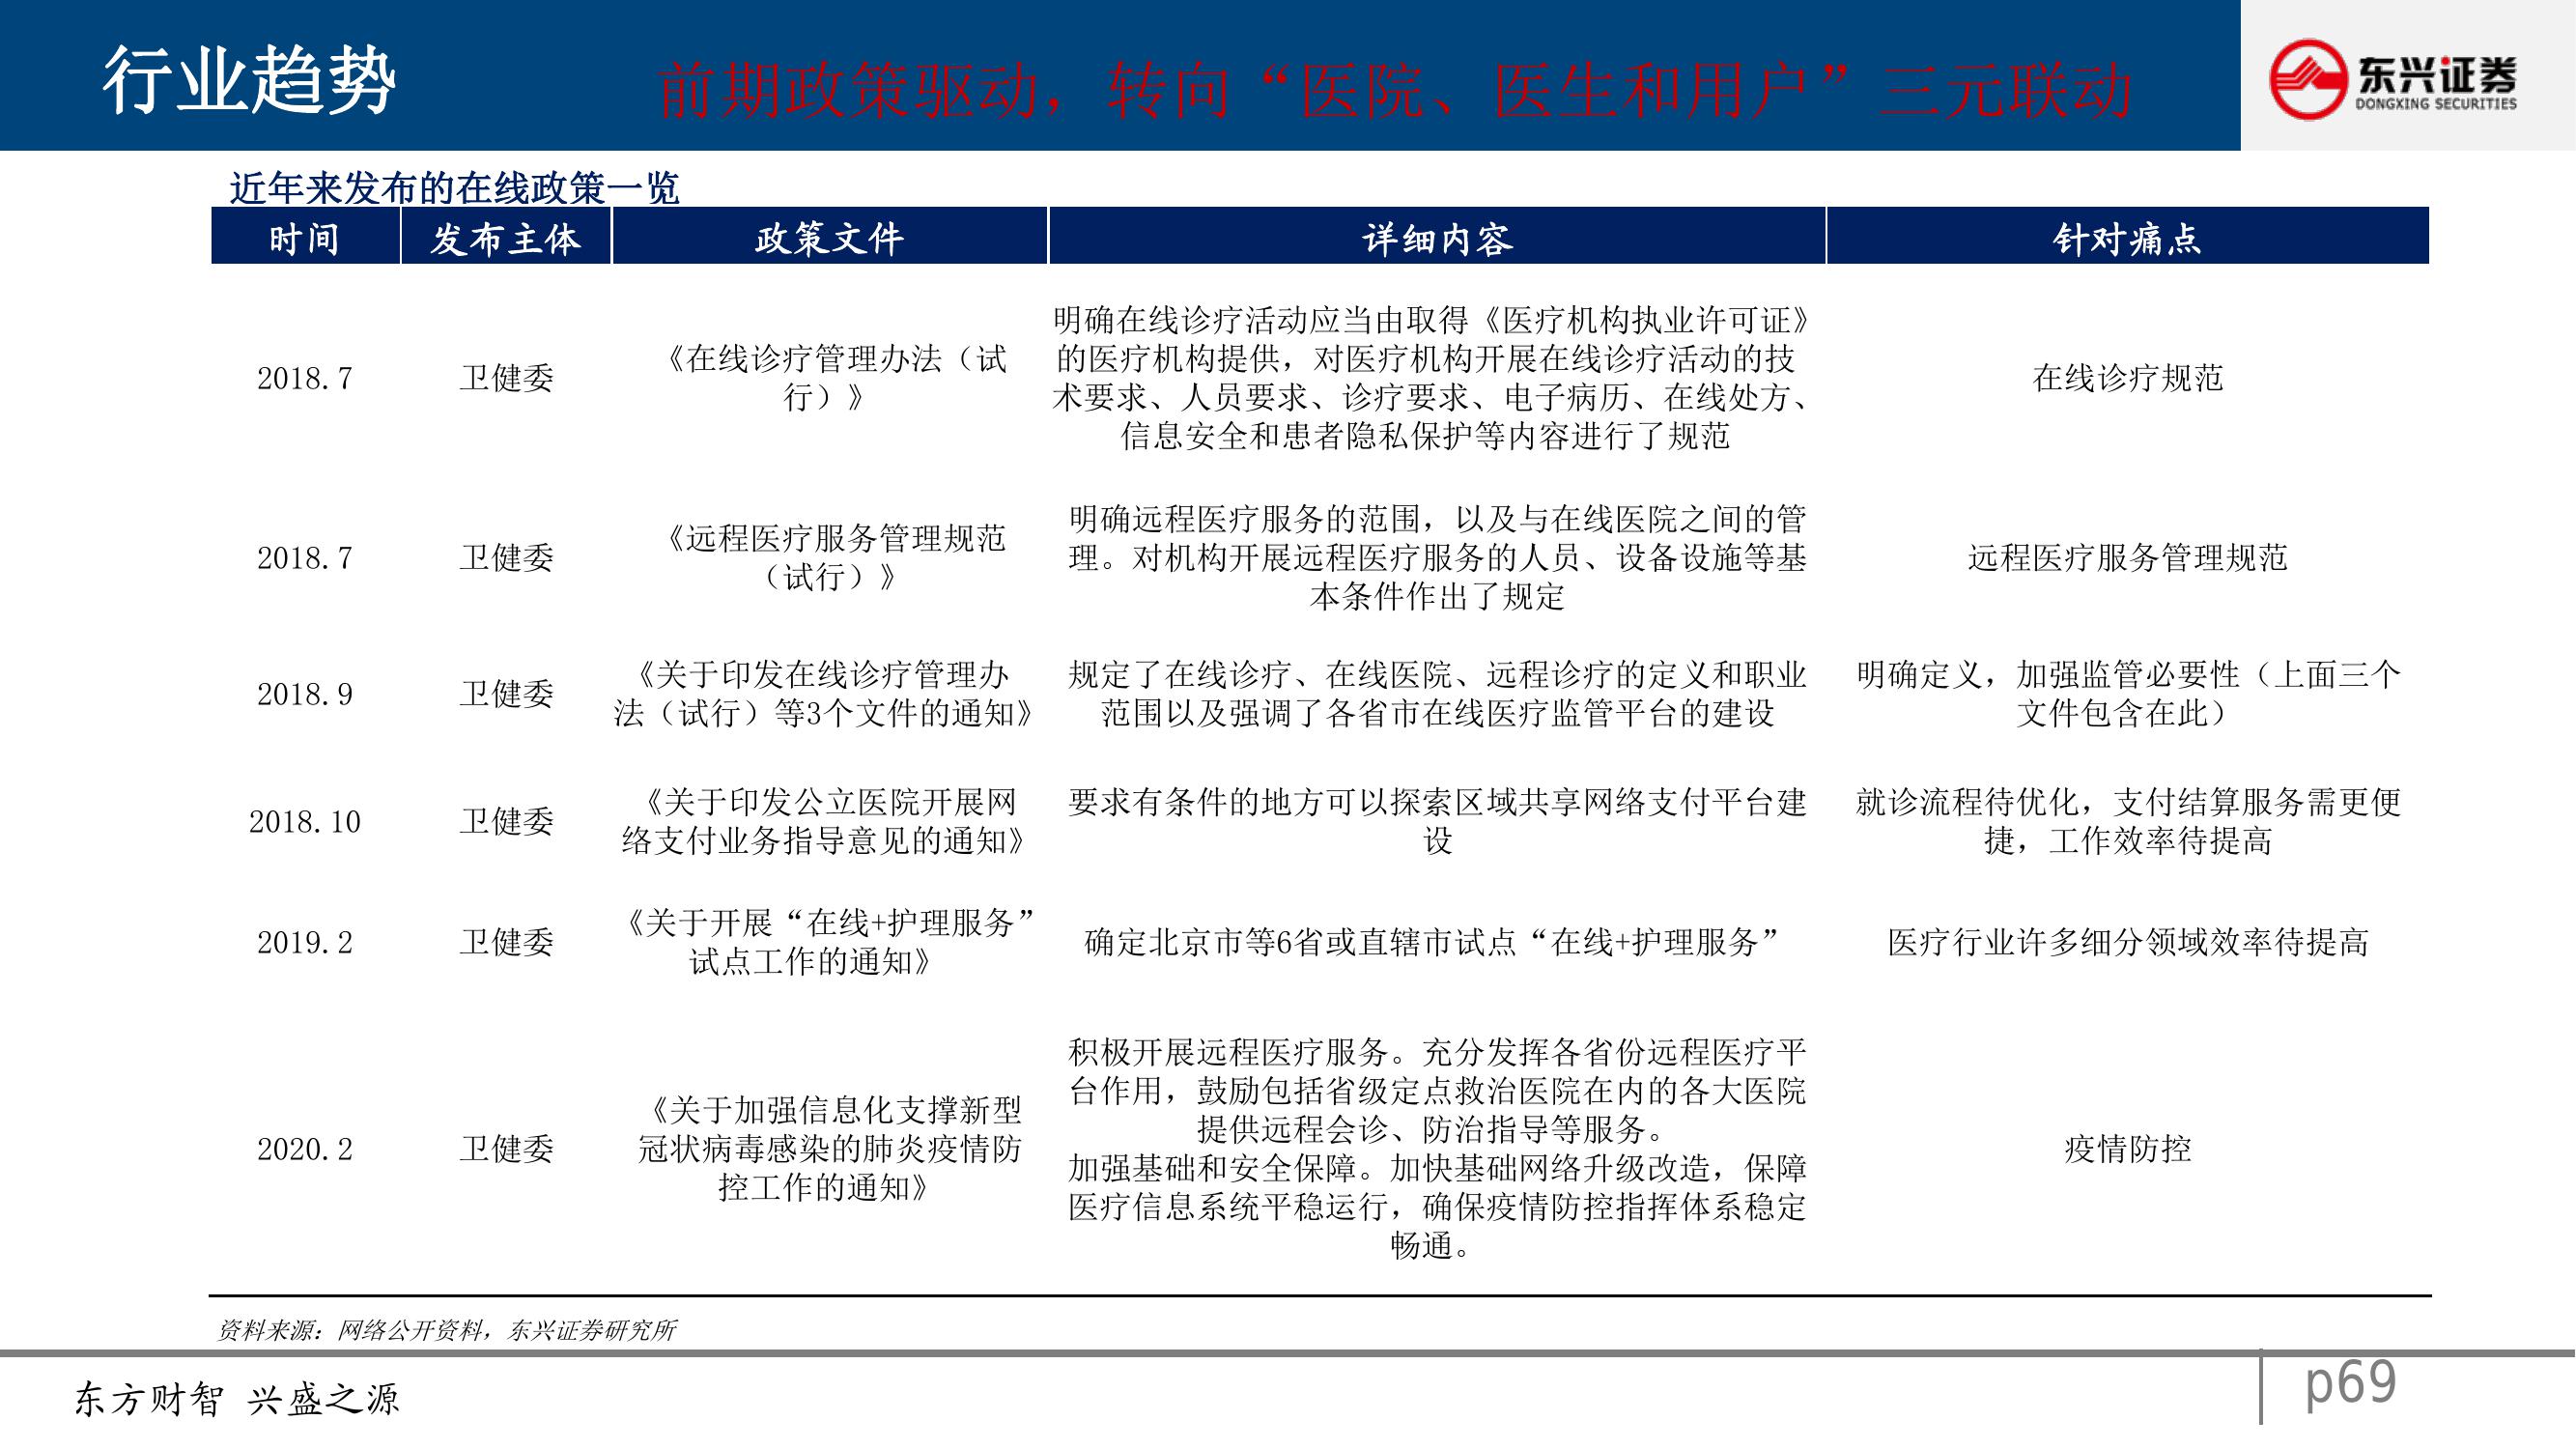 行业趋势
前期政策驱动，转向“医院、医生和用户”三元联动
东兴证券
DONGXING SECURITIES
近年来发布的在线政策一览
时间 发布主体 政策文件 详细内容 针对痛点
2018.7
卫健委
《在线诊疗管理办法（试
行）》
明确在线诊疗活动应当由取得《医疗机构执业许可证》
的医疗机构提供，对医疗机构开展在线诊疗活动的技
术要求、人员要求、诊疗要求、电子病历、在线处方、
信息安全和患者隐私保护等内容进行了规范
在线诊疗规范
2018.7
卫健委
《远程医疗服务管理规范
（试行）》
明确远程医疗服务的范围，以及与在线医院之间的管
理。对机构开展远程医疗服务的人员、设备设施等基
本条件作出了规定
远程医疗服务管理规范
2018.9
卫健委
《关于印发在线诊疗管理办
法（试行）等3个文件的通知》
规定了在线诊疗、在线医院、远程诊疗的定义和职业
范围以及强调了各省市在线医疗监管平台的建设
明确定义，加强监管必要性（上面三个
文件包含在此）
2018.10
卫健委
《关于印发公立医院开展网
络支付业务指导意见的通知》
要求有条件的地方可以探索区域共享网络支付平台建
设
就诊流程待优化，支付结算服务需更便
捷，工作效率待提高
2019.2
卫健委
《关于开展“在线+护理服务”
试点工作的通知》
确定北京市等6省或直辖市试点“在线+护理服务”
医疗行业许多细分领域效率待提高
2020.2
卫健委
《关于加强信息化支撑新型
冠状病毒感染的肺炎疫情防
控工作的通知》
积极开展远程医疗服务。充分发挥各省份远程医疗平
台作用，鼓励包括省级定点救治医院在内的各大医院
提供远程会诊、防治指导等服务。
加强基础和安全保障。加快基础网络升级改造，保障
医疗信息系统平稳运行，确保疫情防控指挥体系稳定
畅通。
疫情防控
资料来源：网络公开资料，东兴证券研究所
东方财智 兴盛之源
p69